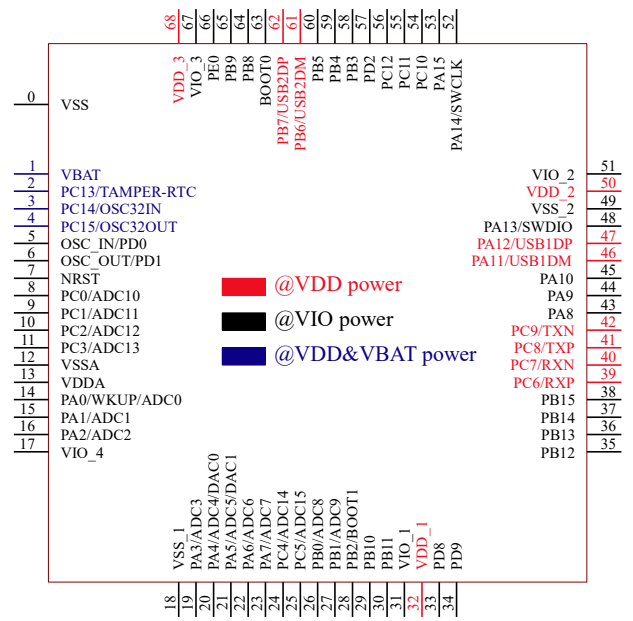 68
67
66
65
64
63
62
61
60
59
58
57
56
55
54
53
52
VDD_3
VIO_3
PE0
PB9
PB8
BOOT0
PB7/USB2DP
PB6/USB2DM
PB5
PB4
PB3
PD2
PC12
PC11
PC10
PA15
PA14/SWCLK
0 VSS
1 VBAT
2 PC13/TAMPER-RTC
3 PC14/OSC32IN
4 PC15/OSC32OUT
5 OSC_IN/PD0
6 OSC_OUT/PD1
7 NRST
8 PC0/ADC10
9 PC1/ADC11
10 PC2/ADC12
11 PC3/ADC13
12 VSSA
13 VDDA
14 PA0/WKUP/ADC0
15 PA1/ADC1
16 PA2/ADC2
17 VIO_4
@VDD power
@VIO power
@VDD&VBAT power
VIO_2 51
VDD_2 50
VSS_2 49
PA13/SWDIO 48
PA12/USB1DP 47
PA11/USB1DM 46
PA10 45
PA9 44
PA8 43
PC9/TXN 42
PC8/TXP 41
PC7/RXN 40
PC6/RXP 39
PB15 38
PB14 37
PB13 36
PB12 35
VSS_1
PA3/ADC3
PA4/ADC4/DAC0
PA5/ADC5/DAC1
PA6/ADC6
PA7/ADC7
PC4/ADC14
PC5/ADC15
PB0/ADC8
PB1/ADC9
PB2/BOOT1
PB10
PB11
VIO_1
VDD_1
PD8
PD9
18
19
20
21
22
23
24
25
26
27
28
29
30
31
32
33
34